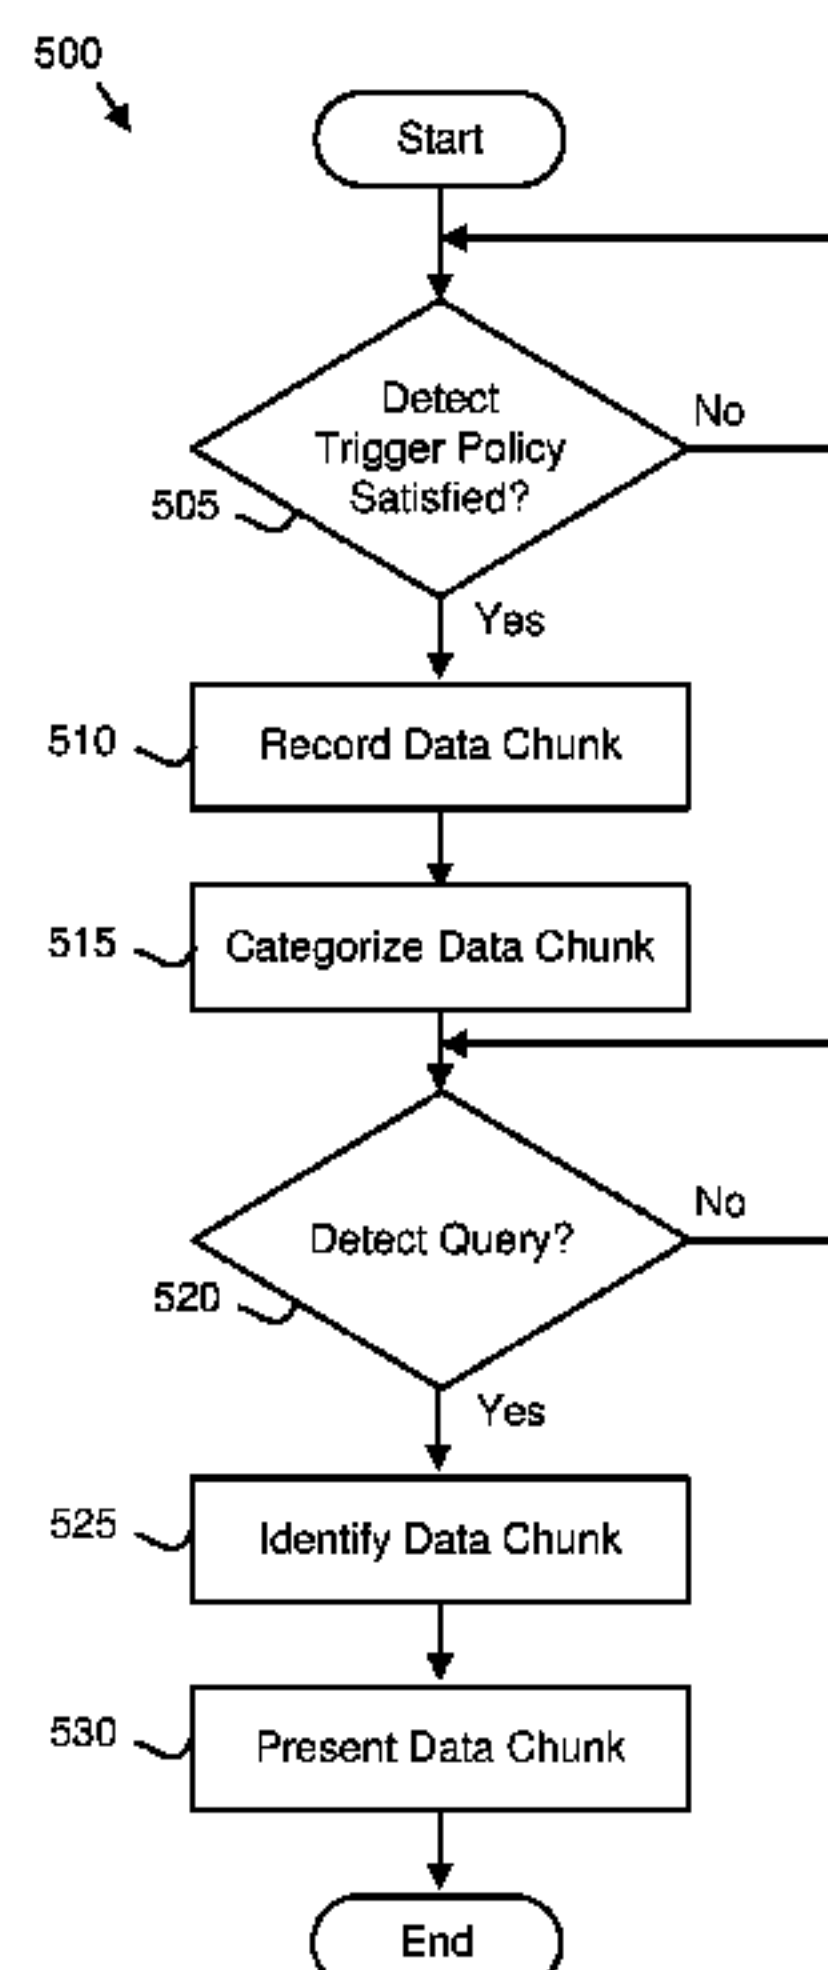 500
Start
Detect
Trigger Policy
Satisfied?
No
505
Yes
510
Record Data Chunk
515
Categorize Data Chunk
Detect Query?
No
520
Yes
525
Identify Data Chunk
530
Present Data Chunk
End